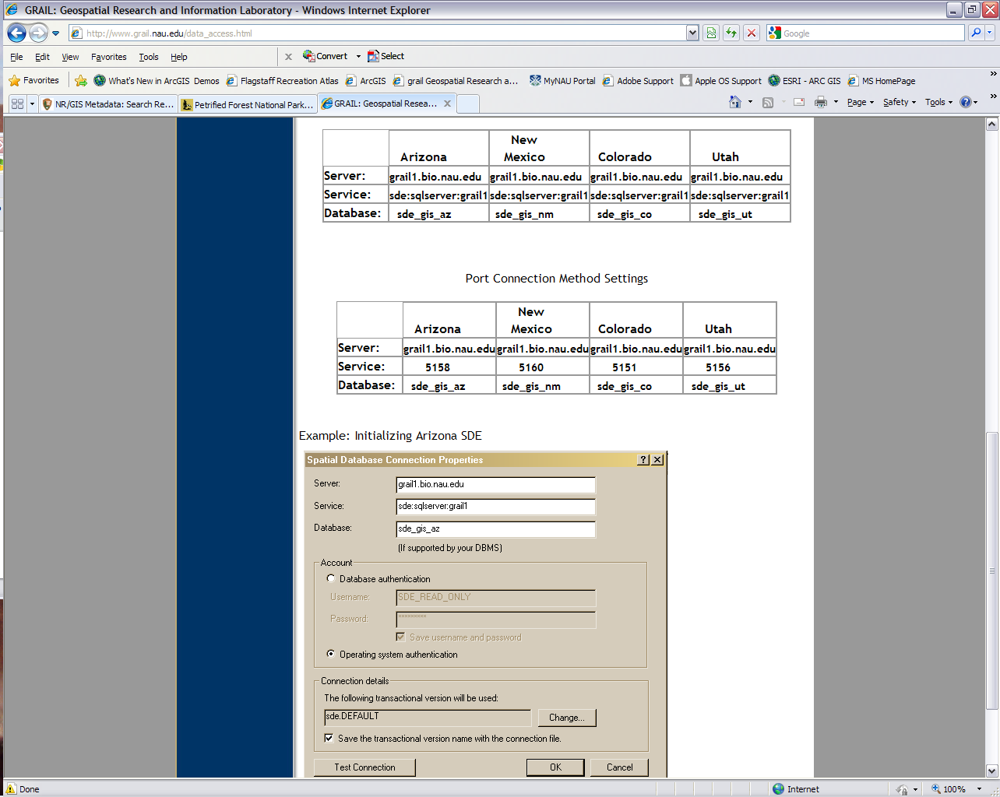 GRAIL: Geospatial Research and Information Laboratory - Windows Internet Explorer
http://www.grail.nau.edu/data_access.html
Google
File Edit View Favorites Tools Help
x Convert Select
Favorites What's New in ArcGIS Demos Flagstaff Recreation Atlas ArcGIS grail Geospatial Research a... MyNAU Portal Adobe Support Apple OS Support ESRI - ARC GIS MS HomePage »
NR/GIS Metadata: Search Re... Petrified Forest National Park... GRAIL: Geospatial Resea... x Page Safety Tools »
Arizona New Mexico Colorado Utah
Server: grail1.bio.nau.edu grail1.bio.nau.edu grail1.bio.nau.edu grail1.bio.nau.edu
Service: sde:sqlserver:grail1 sde:sqlserver:grail1 sde:sqlserver:grail1 sde:sqlserver:grail1
Database: sde_gis_az sde_gis_nm sde_gis_co sde_gis_ut
Port Connection Method Settings
Arizona New Mexico Colorado Utah
Server: grail1.bio.nau.edu grail1.bio.nau.edu grail1.bio.nau.edu grail1.bio.nau.edu
Service: 5158 5160 5151 5156
Database: sde_gis_az sde_gis_nm sde_gis_co sde_gis_ut
Example: Initializing Arizona SDE
Spatial Database Connection Properties
Server: grail1.bio.nau.edu
Service: sde:sqlserver:grail1
Database: sde_gis_az
(If supported by your DBMS)
Account
Database authentication
Username: SDE_READ_ONLY
Password: *********
Save username and password
Operating system authentication
Connection details
The following transactional version will be used:
sde.DEFAULT Change...
Save the transactional version name with the connection file.
Test Connection OK Cancel
Done Internet 100%